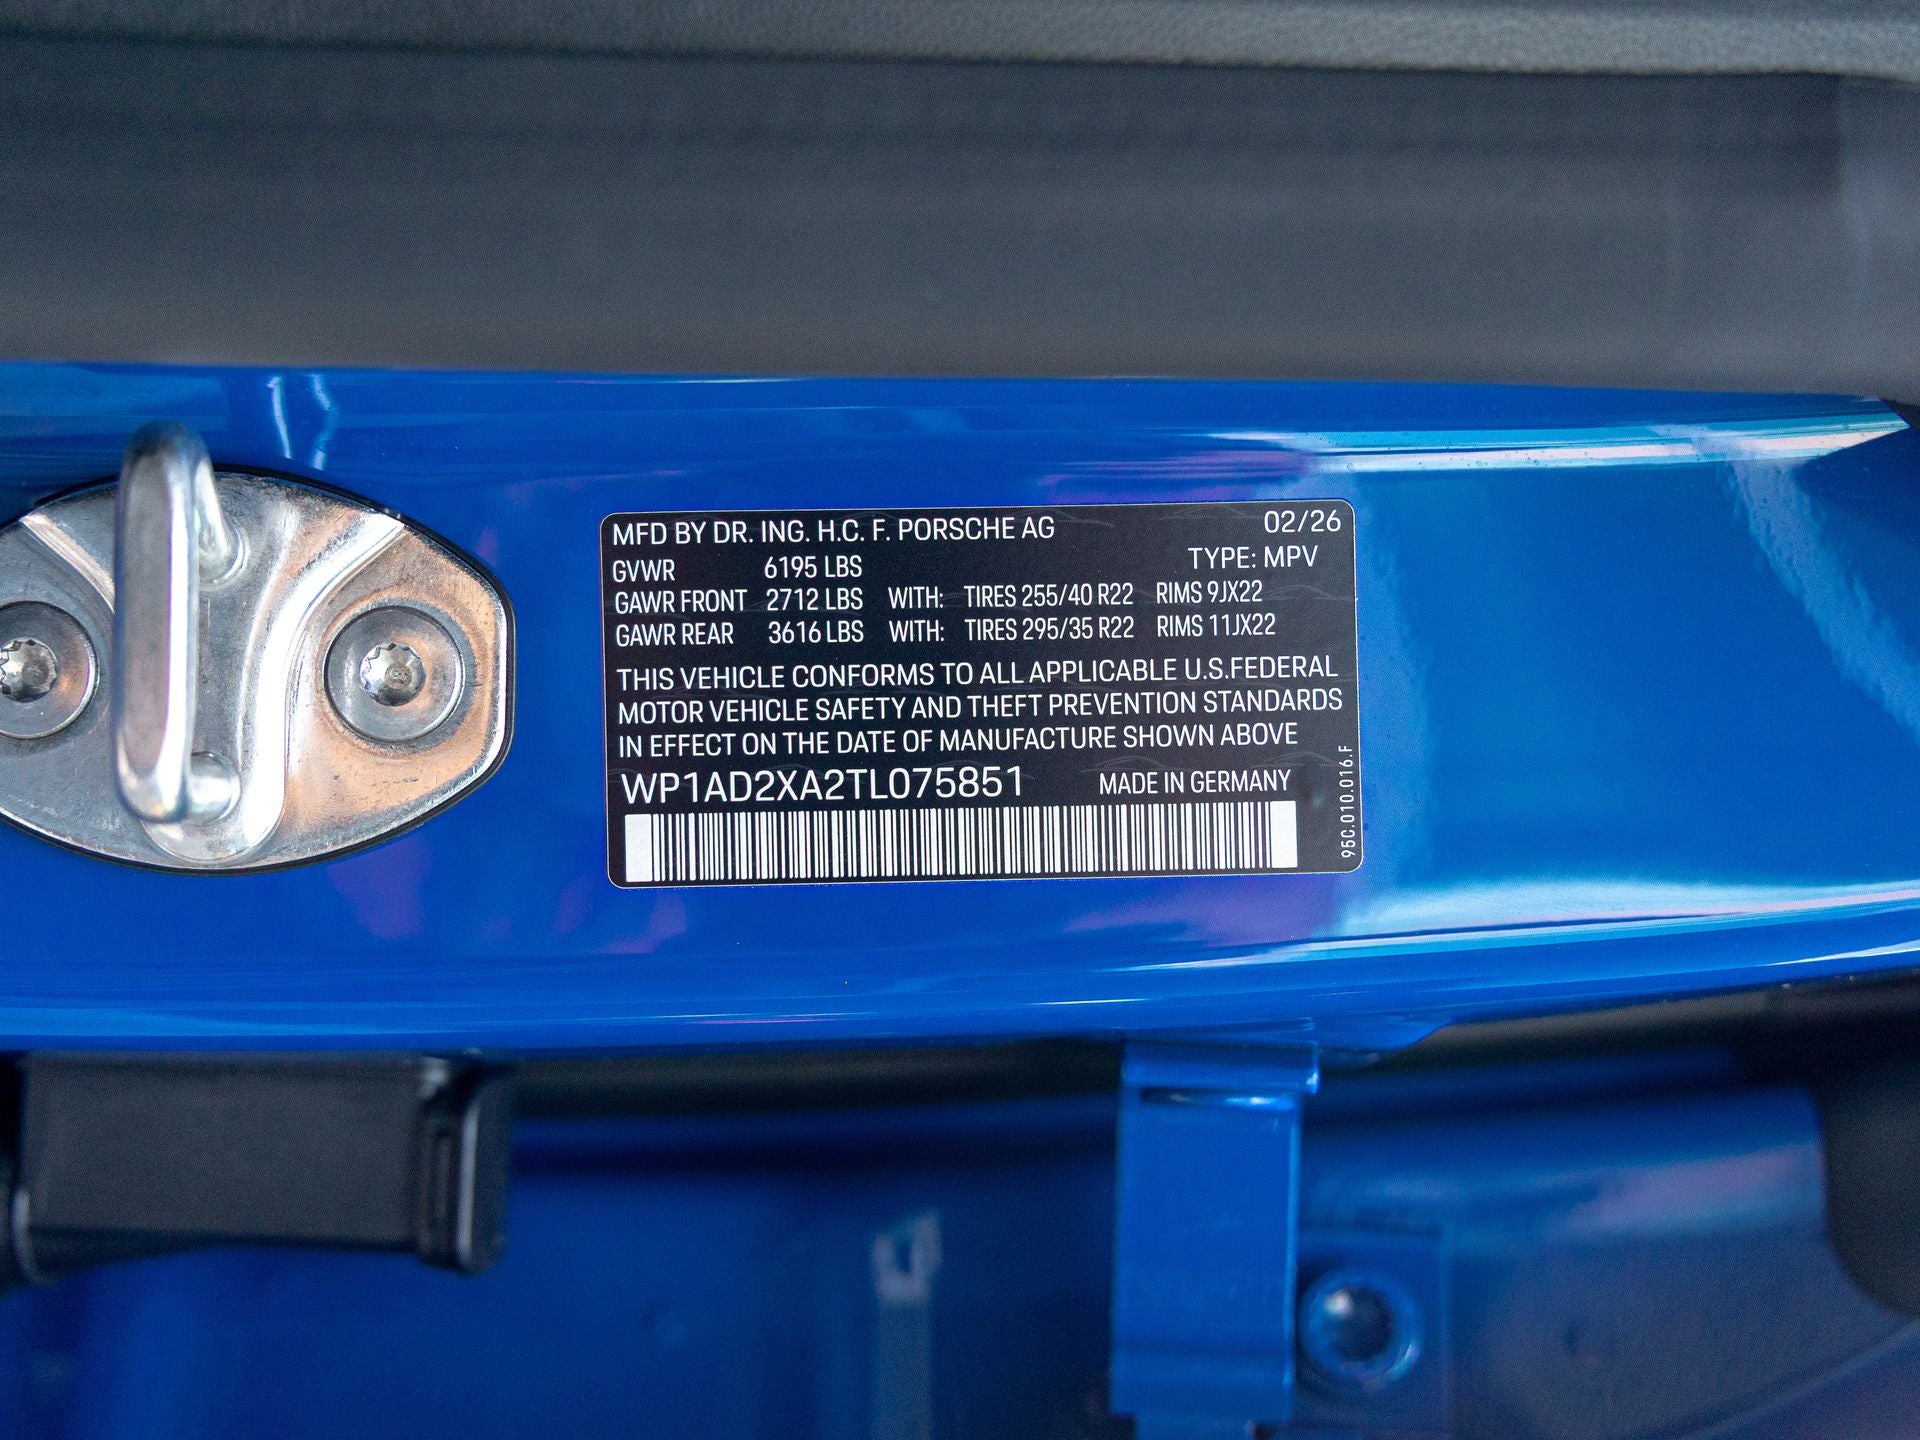 MFD BY DR. ING. H.C. F. PORSCHE AG 02/26
TYPE: MPV
GVWR 6195 LBS
GAWR FRONT 2712 LBS WITH: TIRES 255/40 R22 RIMS 9JX22
GAWR REAR 3616 LBS WITH: TIRES 295/35 R22 RIMS 11JX22
THIS VEHICLE CONFORMS TO ALL APPLICABLE U.S.FEDERAL
MOTOR VEHICLE SAFETY AND THEFT PREVENTION STANDARDS
IN EFFECT ON THE DATE OF MANUFACTURE SHOWN ABOVE
WP1AD2XA2TL075851 MADE IN GERMANY
95C.010.016.F